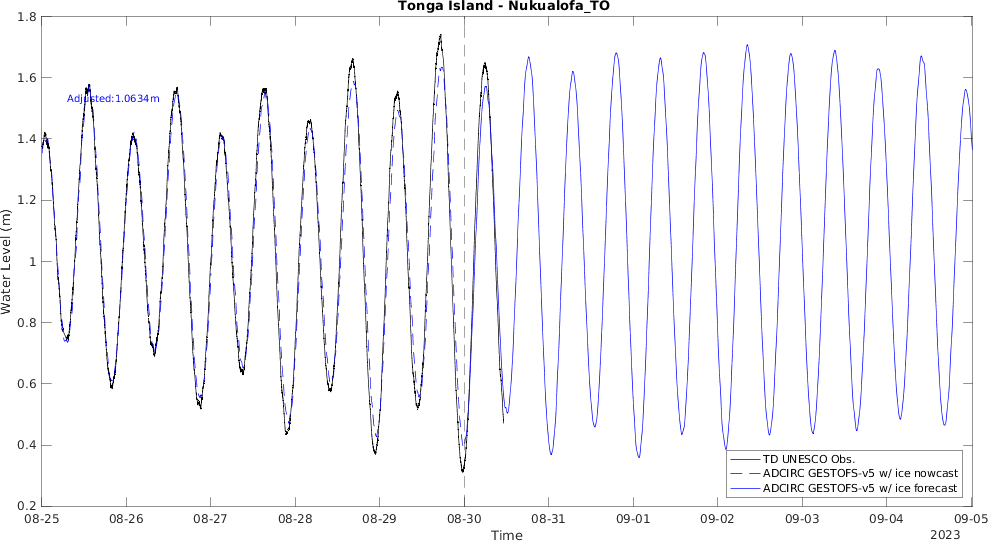 Tonga Island - Nukualofa_TO
1.8
1.6
1.4
1.2
1
0.8
0.6
0.4
0.2
Water Level (m)
Adjusted:1.0634m
TD UNESCO Obs.
ADCIRC GESTOFS-v5 w/ ice nowcast
ADCIRC GESTOFS-v5 w/ ice forecast
08-25 08-26 08-27 08-28 08-29 08-30 08-31 09-01 09-02 09-03 09-04 09-05
Time
2023